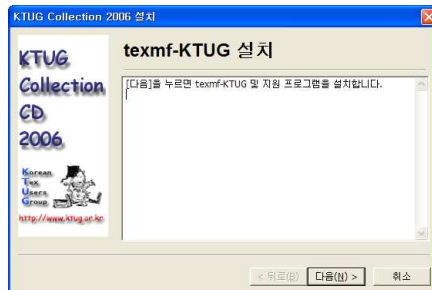 KTUG Collection 2006 설치
KTUG
Collection
CD
2006
Korean
TeX
Users
Group
http://www.ktug.or.kr
texmf-KTUG 설치
[다음]을 누르면 texmf-KTUG 및 지원 프로그램을 설치합니다.
< 뒤로(B)
다음(N) >
취소